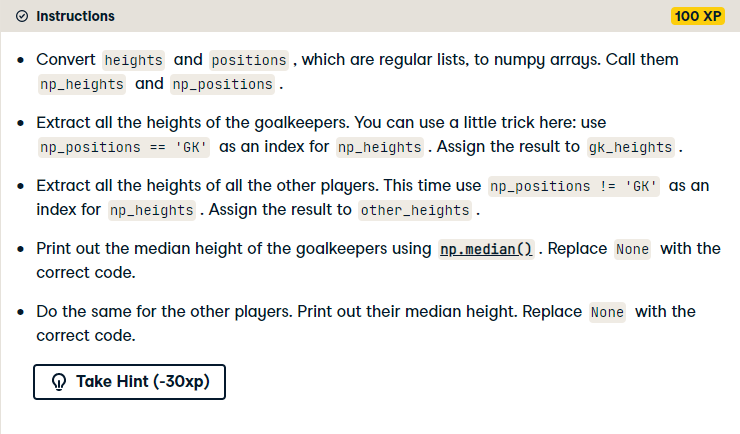 Instructions
100 XP
Convert heights and positions , which are regular lists, to numpy arrays. Call them
np_heights and np_positions .
Extract all the heights of the goalkeepers. You can use a little trick here: use
np_positions == 'GK' as an index for np_heights . Assign the result to gk_heights .
Extract all the heights of all the other players. This time use np_positions != 'GK' as an
index for np_heights . Assign the result to other_heights .
Print out the median height of the goalkeepers using np.median() . Replace None with the
correct code.
Do the same for the other players. Print out their median height. Replace None with the
correct code.
Take Hint (-30xp)